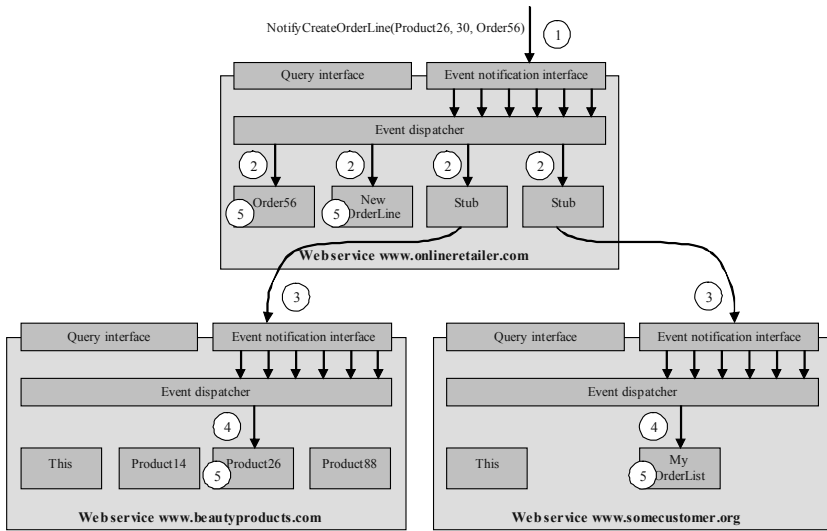 NotifyCreateOrderLine(Product26, 30, Order56)
1
Query interface
Event notification interface
Event dispatcher
2
2
2
2
Order56
5
New
OrderLine
5
Stub
Stub
Webservice www.onlineretailer.com
3
3
Query interface
Event notification interface
Event dispatcher
4
This
Product14
Product26
5
Product88
Webservice www.beautyproducts.com
Query interface
Event notification interface
Event dispatcher
4
This
My
OrderList
5
Webservice www.somecustomer.org